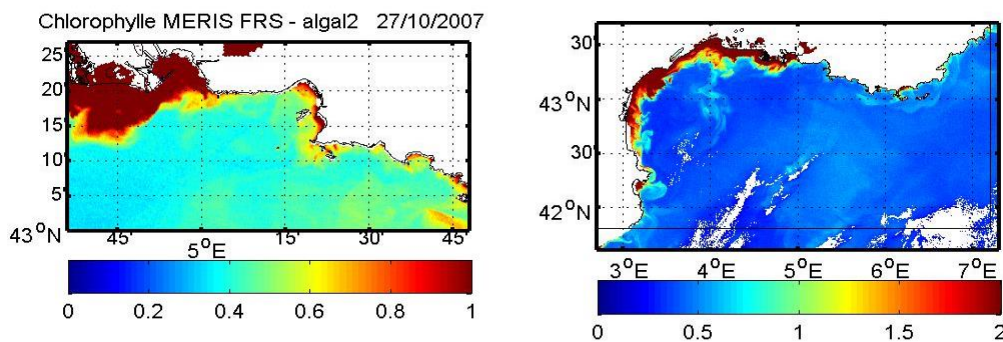 Chlorophylle MERIS FRS - algal2 27/10/2007
25'
20'
15'
10'
5'
43°N
45'
5°E
15'
30'
45'
0
0.2
0.4
0.6
0.8
1
30'
43°N
30'
42°N
3°E
4°E
5°E
6°E
7°E
0
0.5
1
1.5
2